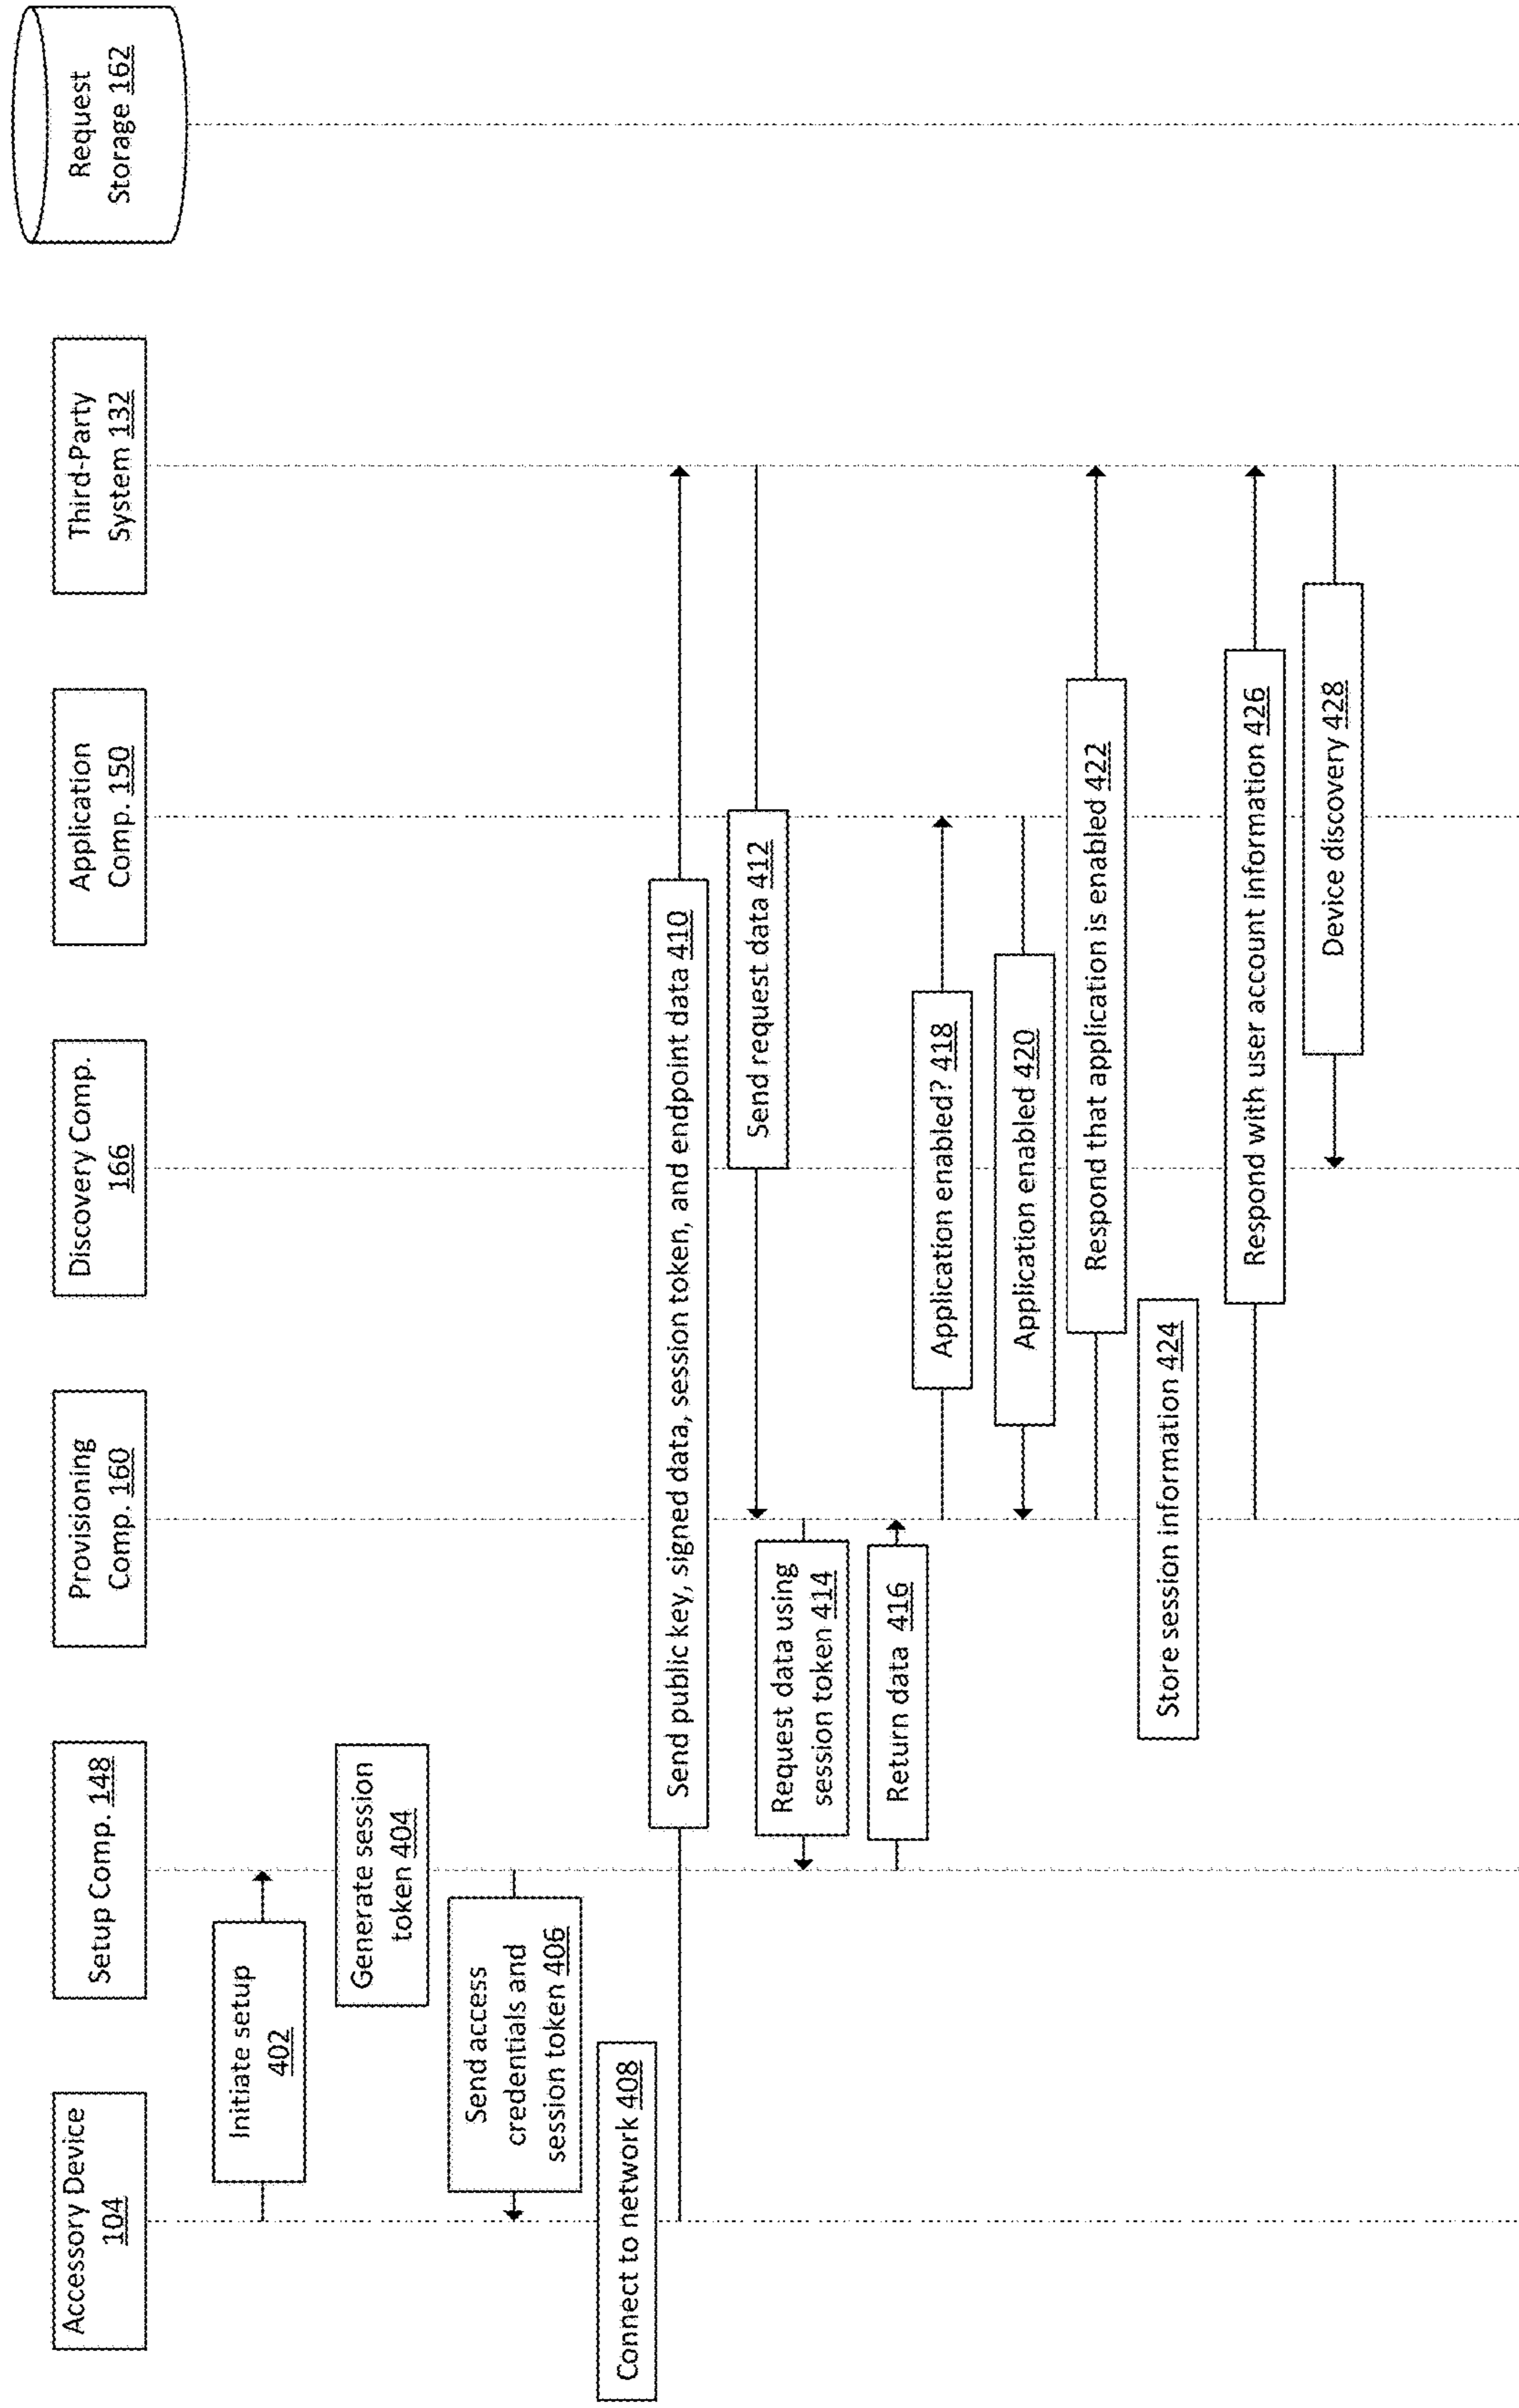 Accessory Device
104
Setup Comp. 148
Provisioning
Comp. 160
Discovery Comp.
166
Application
Comp. 150
Third-Party
System 132
Request
Storage 162
Initiate setup
402
Generate session
token 404
Send access
credentials and
session token 406
Connect to network 408
Send public key, signed data, session token, and endpoint data 410
Send request data 412
Request data using
session token 414
Return data 416
Application enabled? 418
Application enabled 420
Respond that application is enabled 422
Store session information 424
Respond with user account information 426
Device discovery 428